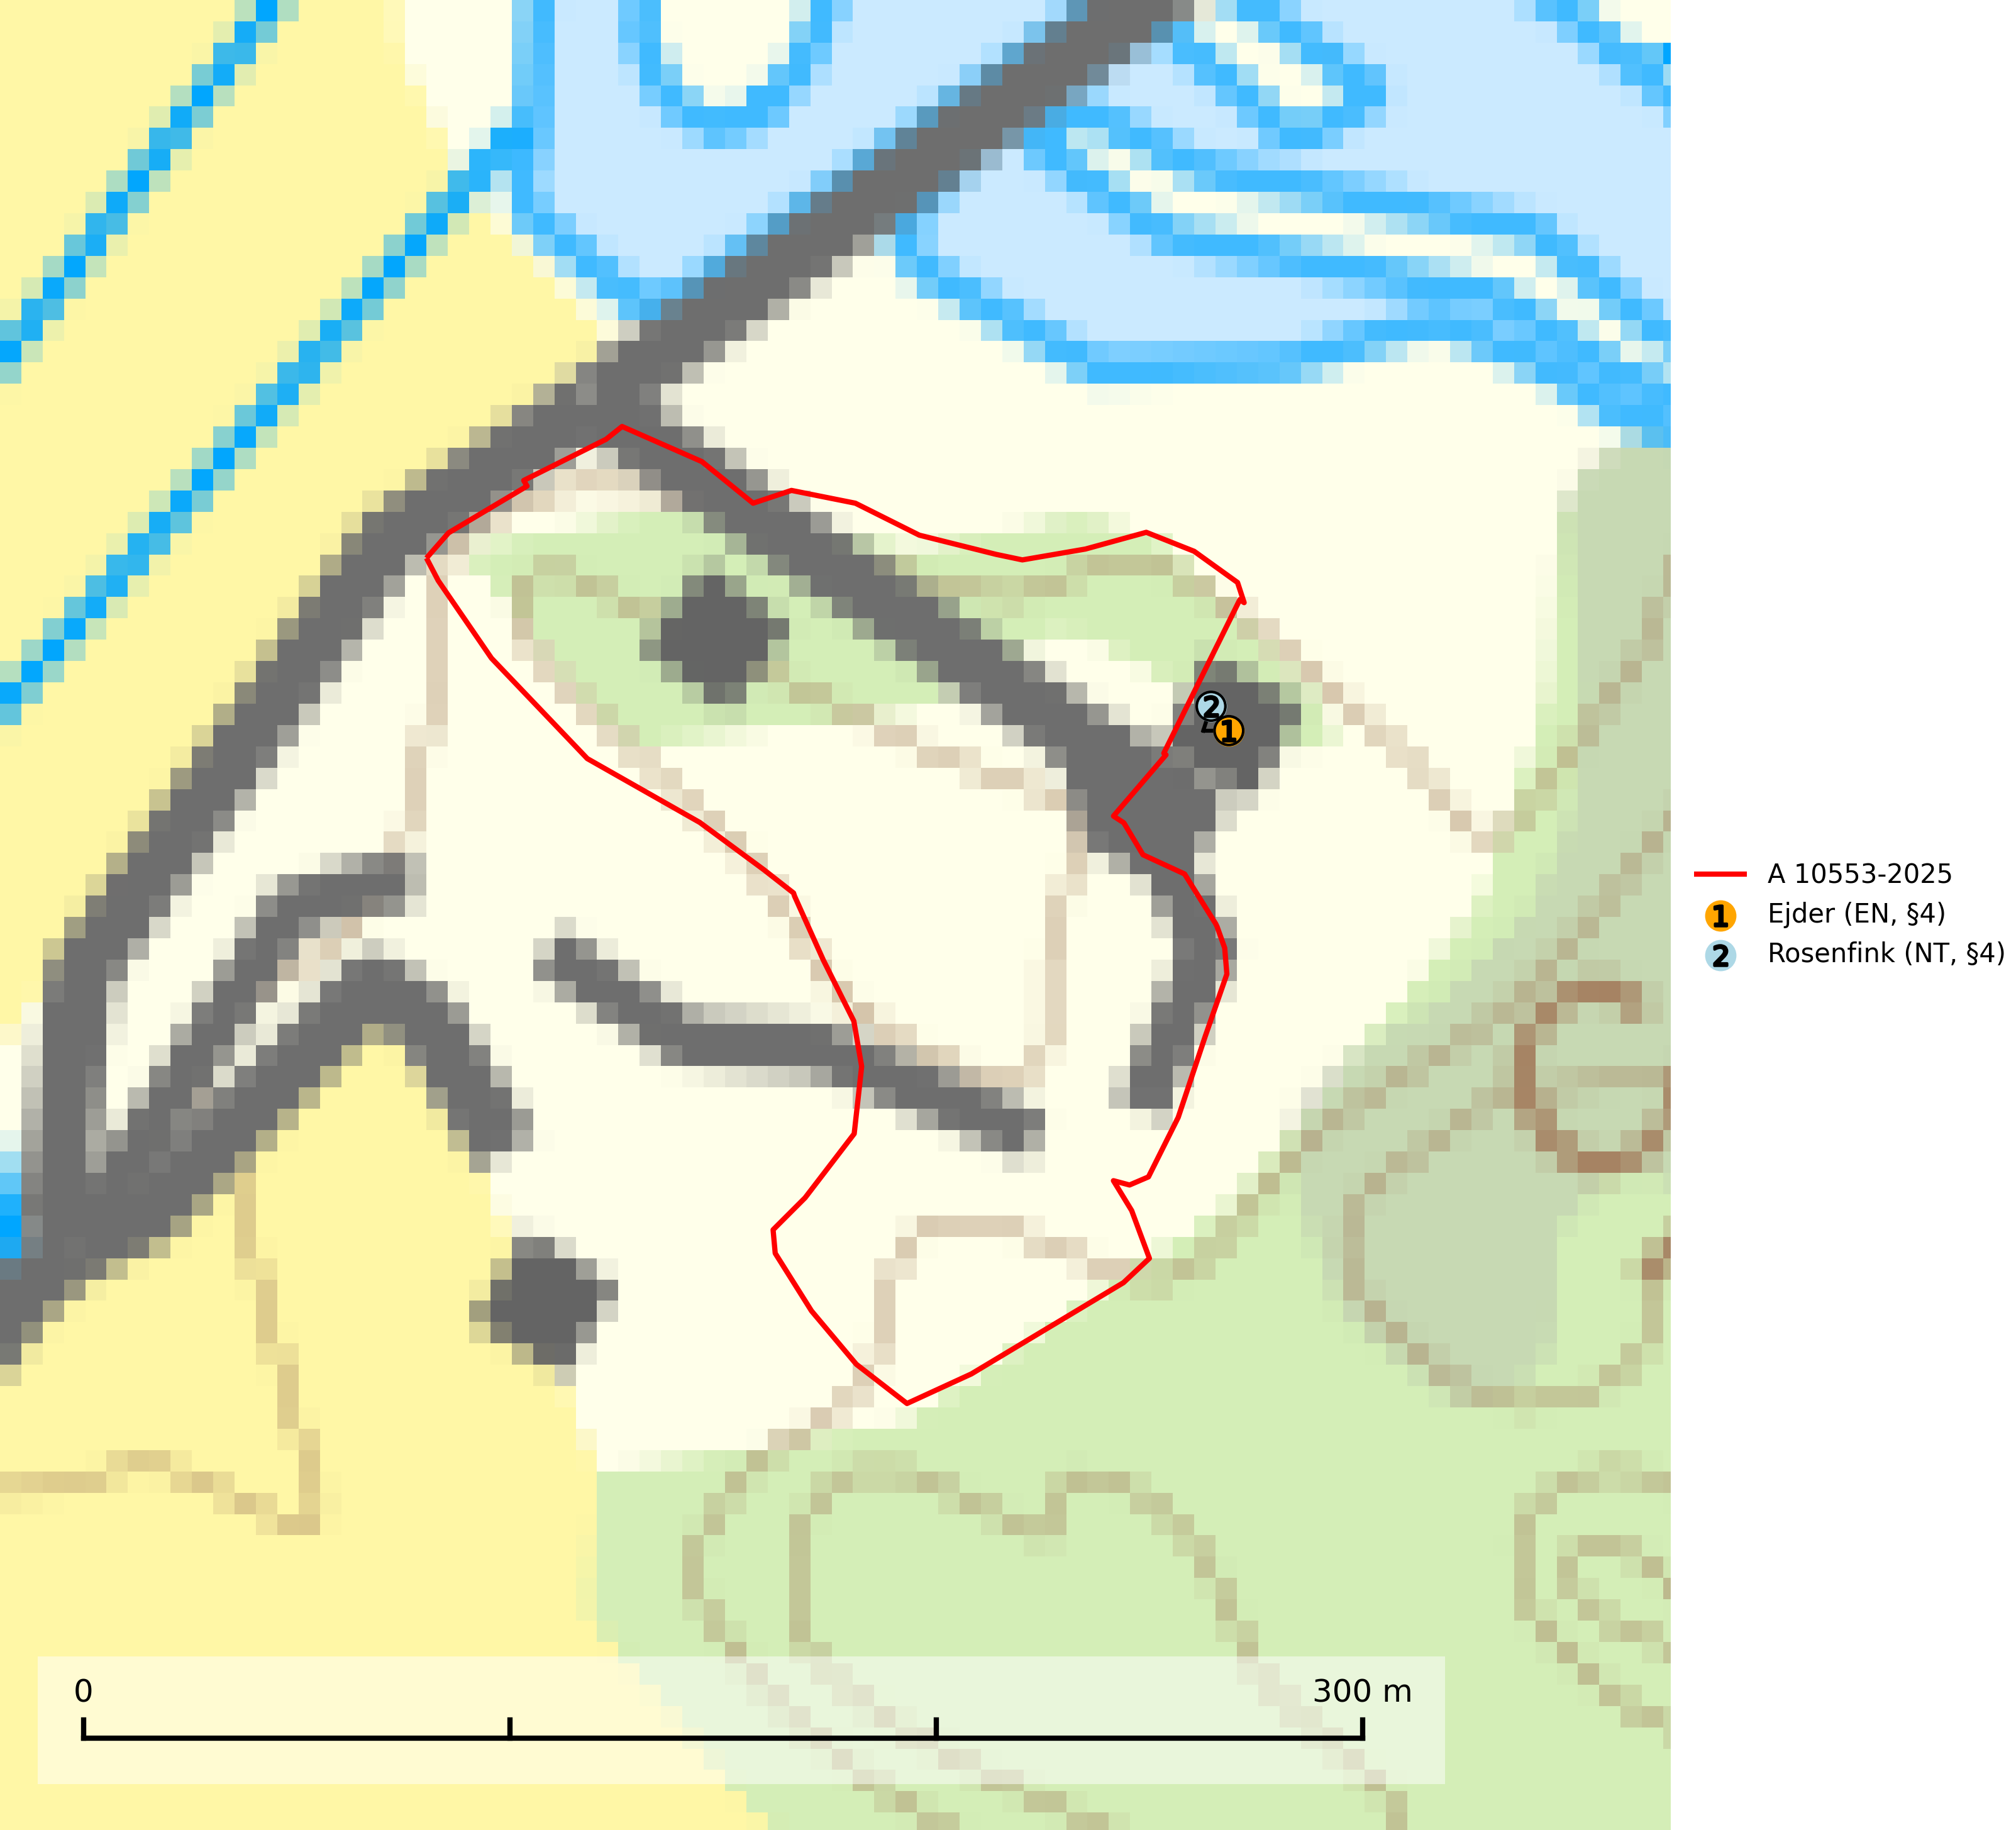 2
1
A 10553-2025
1 Ejder (EN, §4)
2 Rosenfink (NT, §4)
0 300 m